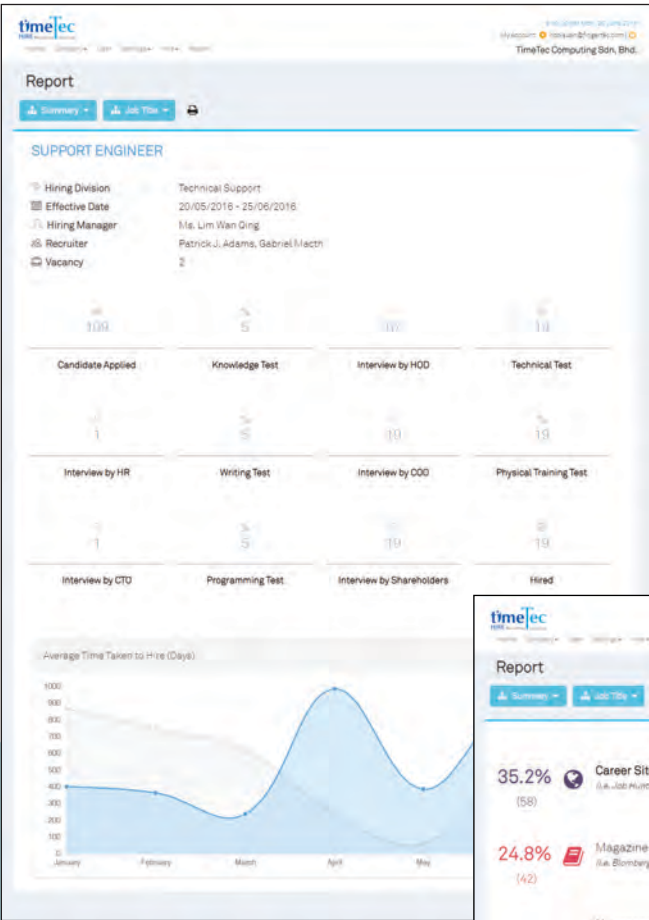 timeTec
HIRE
TimeTec Computing Sdn. Bhd.
Report
Summary
Job Title
SUPPORT ENGINEER
Hiring Division Technical Support
Effective Date 20/05/2016 - 25/06/2016
Hiring Manager Ms. Lim Wan Qing
Recruiter Patrick J. Adams, Gabriel Macth
Vacancy 2
109 5 19
Candidate Applied Knowledge Test Interview by HOD Technical Test
1 5 19 19
Interview by HR Writing Test Interview by COO Physical Training Test
1 5 19 19
Interview by CTO Programming Test Interview by Shareholders Hired
Average Time Taken to Hire (Days)
1000
900
800
700
600
500
400
300
200
100
0
January February March April May
timeTec
HIRE
Report
Summary
Job Title
35.2% Career Sit
(58)
24.8% Magazine
(42)